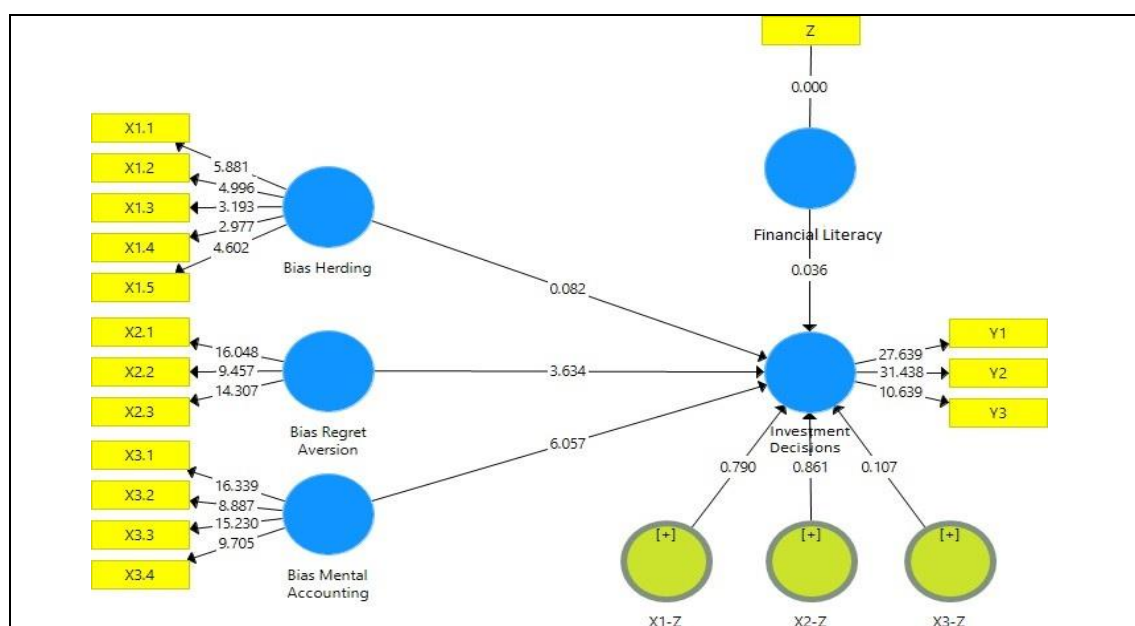 Z
0.000
X1.1
X1.2
X1.3
X1.4
X1.5
5.881
4.996
3.193
2.977
4.602
Bias Herding
0.082
Financial Literacy
0.036
X2.1
X2.2
X2.3
16.048
9.457
14.307
Bias Regret
Aversion
3.634
Investment
Decisions
27.639
31.438
10.639
Y1
Y2
Y3
X3.1
X3.2
X3.3
X3.4
16.339
8.887
15.230
9.705
Bias Mental
Accounting
6.057
0.790
0.861
0.107
[+]
[+]
[+]
X1-Z
X2-Z
X3-Z